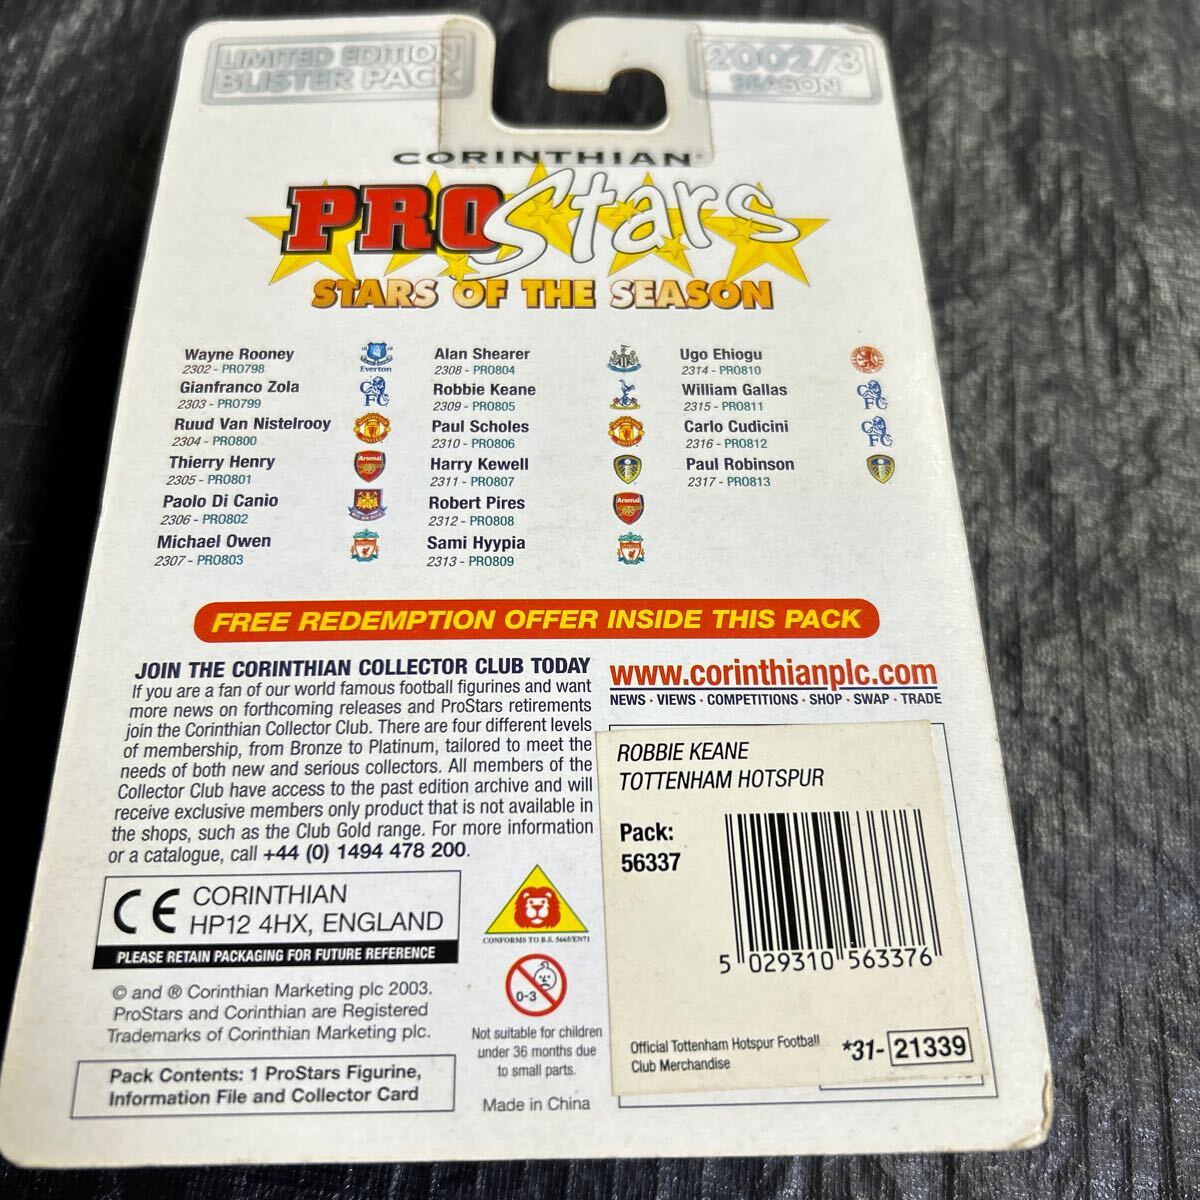 LIMITED EDITION
BLISTER PACK
2002/3
SEASON
CORINTHIAN®
PRO Stars
STARS OF THE SEASON
Wayne Rooney
2302 - PRO798
Everton
Gianfranco Zola
2303 - PRO799
Ruud Van Nistelrooy
2304 - PRO800
Thierry Henry
2305 - PRO801
Arsenal
Paolo Di Canio
2306 - PRO802
Michael Owen
2307 - PRO803
Alan Shearer
2308 - PRO804
Robbie Keane
2309 - PRO805
Paul Scholes
2310 - PRO806
Harry Kewell
2311 - PRO807
Robert Pires
2312 - PRO808
Arsenal
Sami Hyypia
2313 - PRO809
Ugo Ehiogu
2314 - PRO810
William Gallas
2315 - PRO811
Carlo Cudicini
2316 - PRO812
Paul Robinson
2317 - PRO813
FREE REDEMPTION OFFER INSIDE THIS PACK
JOIN THE CORINTHIAN COLLECTOR CLUB TODAY
If you are a fan of our world famous football figurines and want
more news on forthcoming releases and ProStars retirements
join the Corinthian Collector Club. There are four different levels
of membership, from Bronze to Platinum, tailored to meet the
needs of both new and serious collectors. All members of the
Collector Club have access to the past edition archive and will
receive exclusive members only product that is not available in
the shops, such as the Club Gold range. For more information
or a catalogue, call +44 (0) 1494 478 200.
www.corinthianplc.com
NEWS · VIEWS · COMPETITIONS · SHOP · SWAP · TRADE
ROBBIE KEANE
TOTTENHAM HOTSPUR
Pack:
56337
5 029310 563376
Official Tottenham Hotspur Football
Club Merchandise
*31- 21339
CE CORINTHIAN
HP12 4HX, ENGLAND
PLEASE RETAIN PACKAGING FOR FUTURE REFERENCE
© and ® Corinthian Marketing plc 2003.
ProStars and Corinthian are Registered
Trademarks of Corinthian Marketing plc.
Pack Contents: 1 ProStars Figurine,
Information File and Collector Card
CONFORMS TO B.S. 5665/EN71
0-3
Not suitable for children
under 36 months due
to small parts.
Made in China